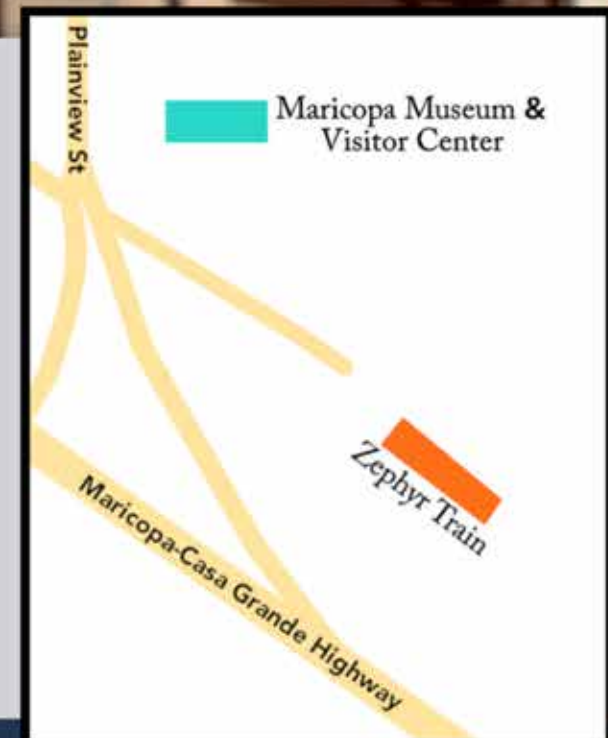 Plainview St
Maricopa Museum &
Visitor Center
Zephyr Train
Maricopa-Casa Grande Highway